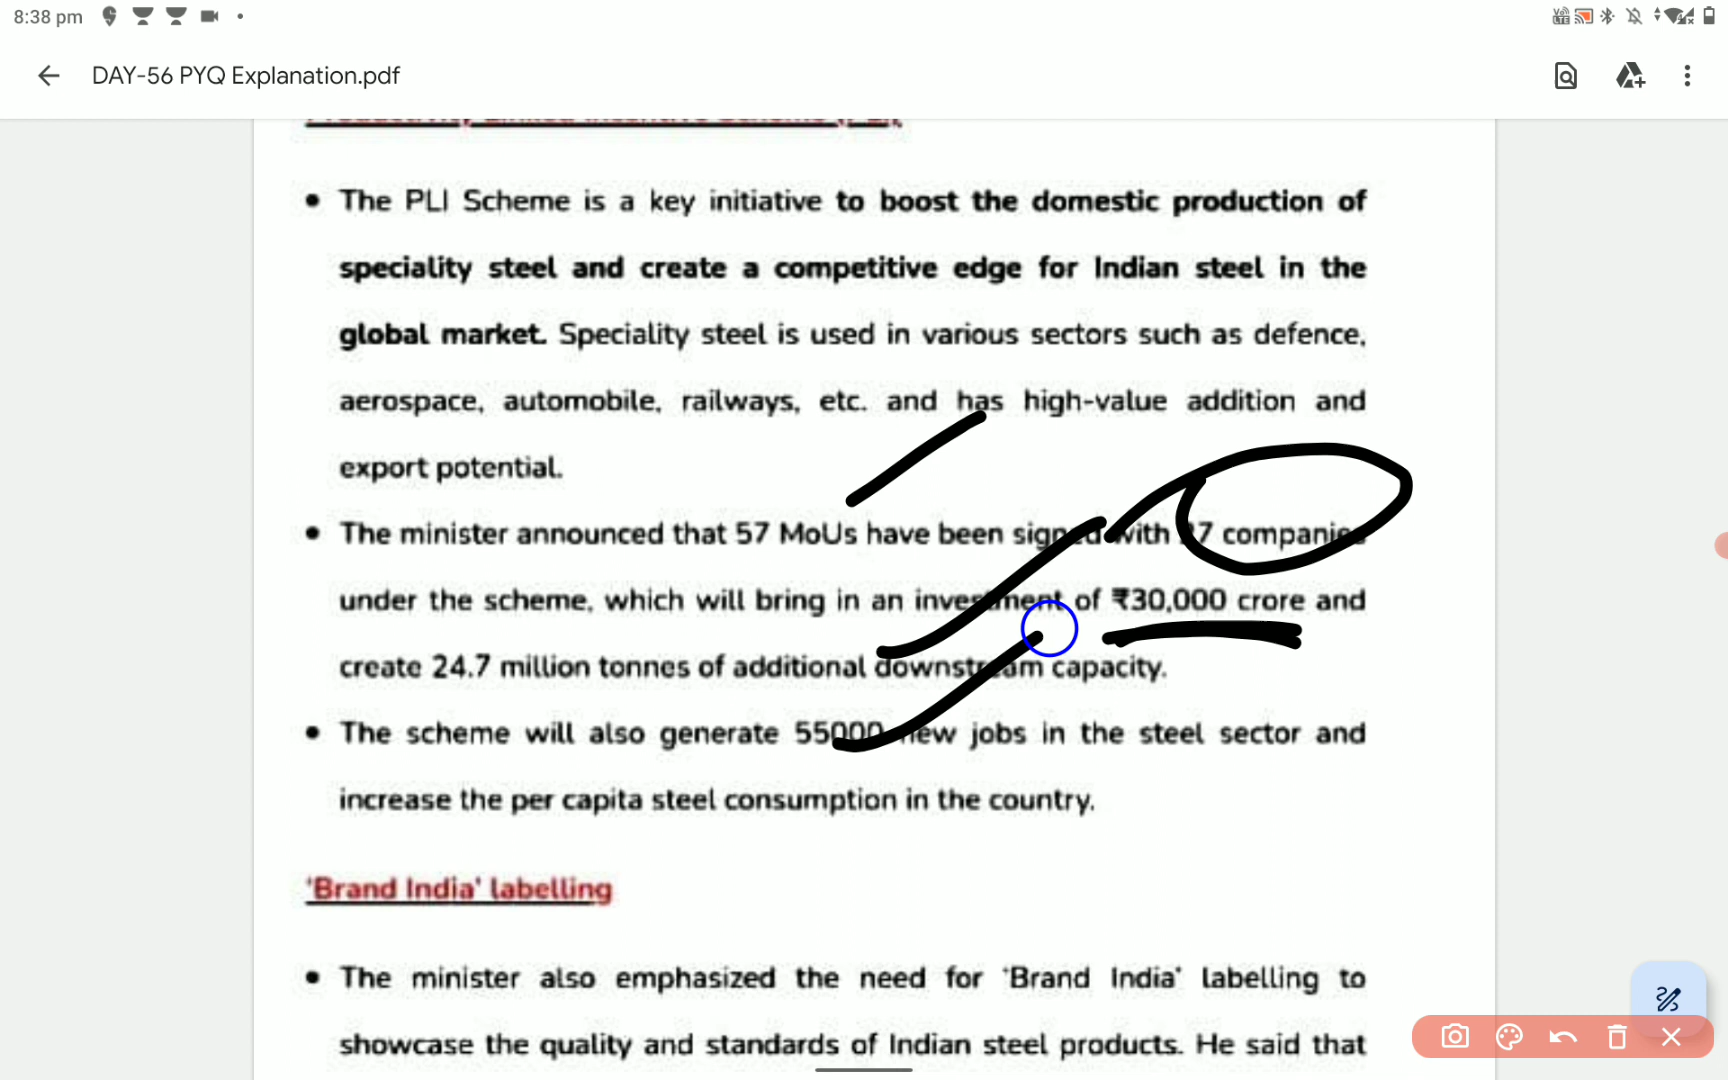 8:38 pm
DAY-56 PYQ Explanation.pdf
The PLI Scheme is a key initiative to boost the domestic production of
speciality steel and create a competitive edge for Indian steel in the
global market. Speciality steel is used in various sectors such as defence,
aerospace, automobile, railways, etc. and has high-value addition and
export potential.
The minister announced that 57 MoUs have been signed with companies
under the scheme, which will bring in an investment of ₹30,000 crore and
create 24.7 million tonnes of additional downstream capacity.
The scheme will also generate 55000 new jobs in the steel sector and
increase the per capita steel consumption in the country.
'Brand India' labelling
The minister also emphasized the need for 'Brand India' labelling to
showcase the quality and standards of Indian steel products. He said that